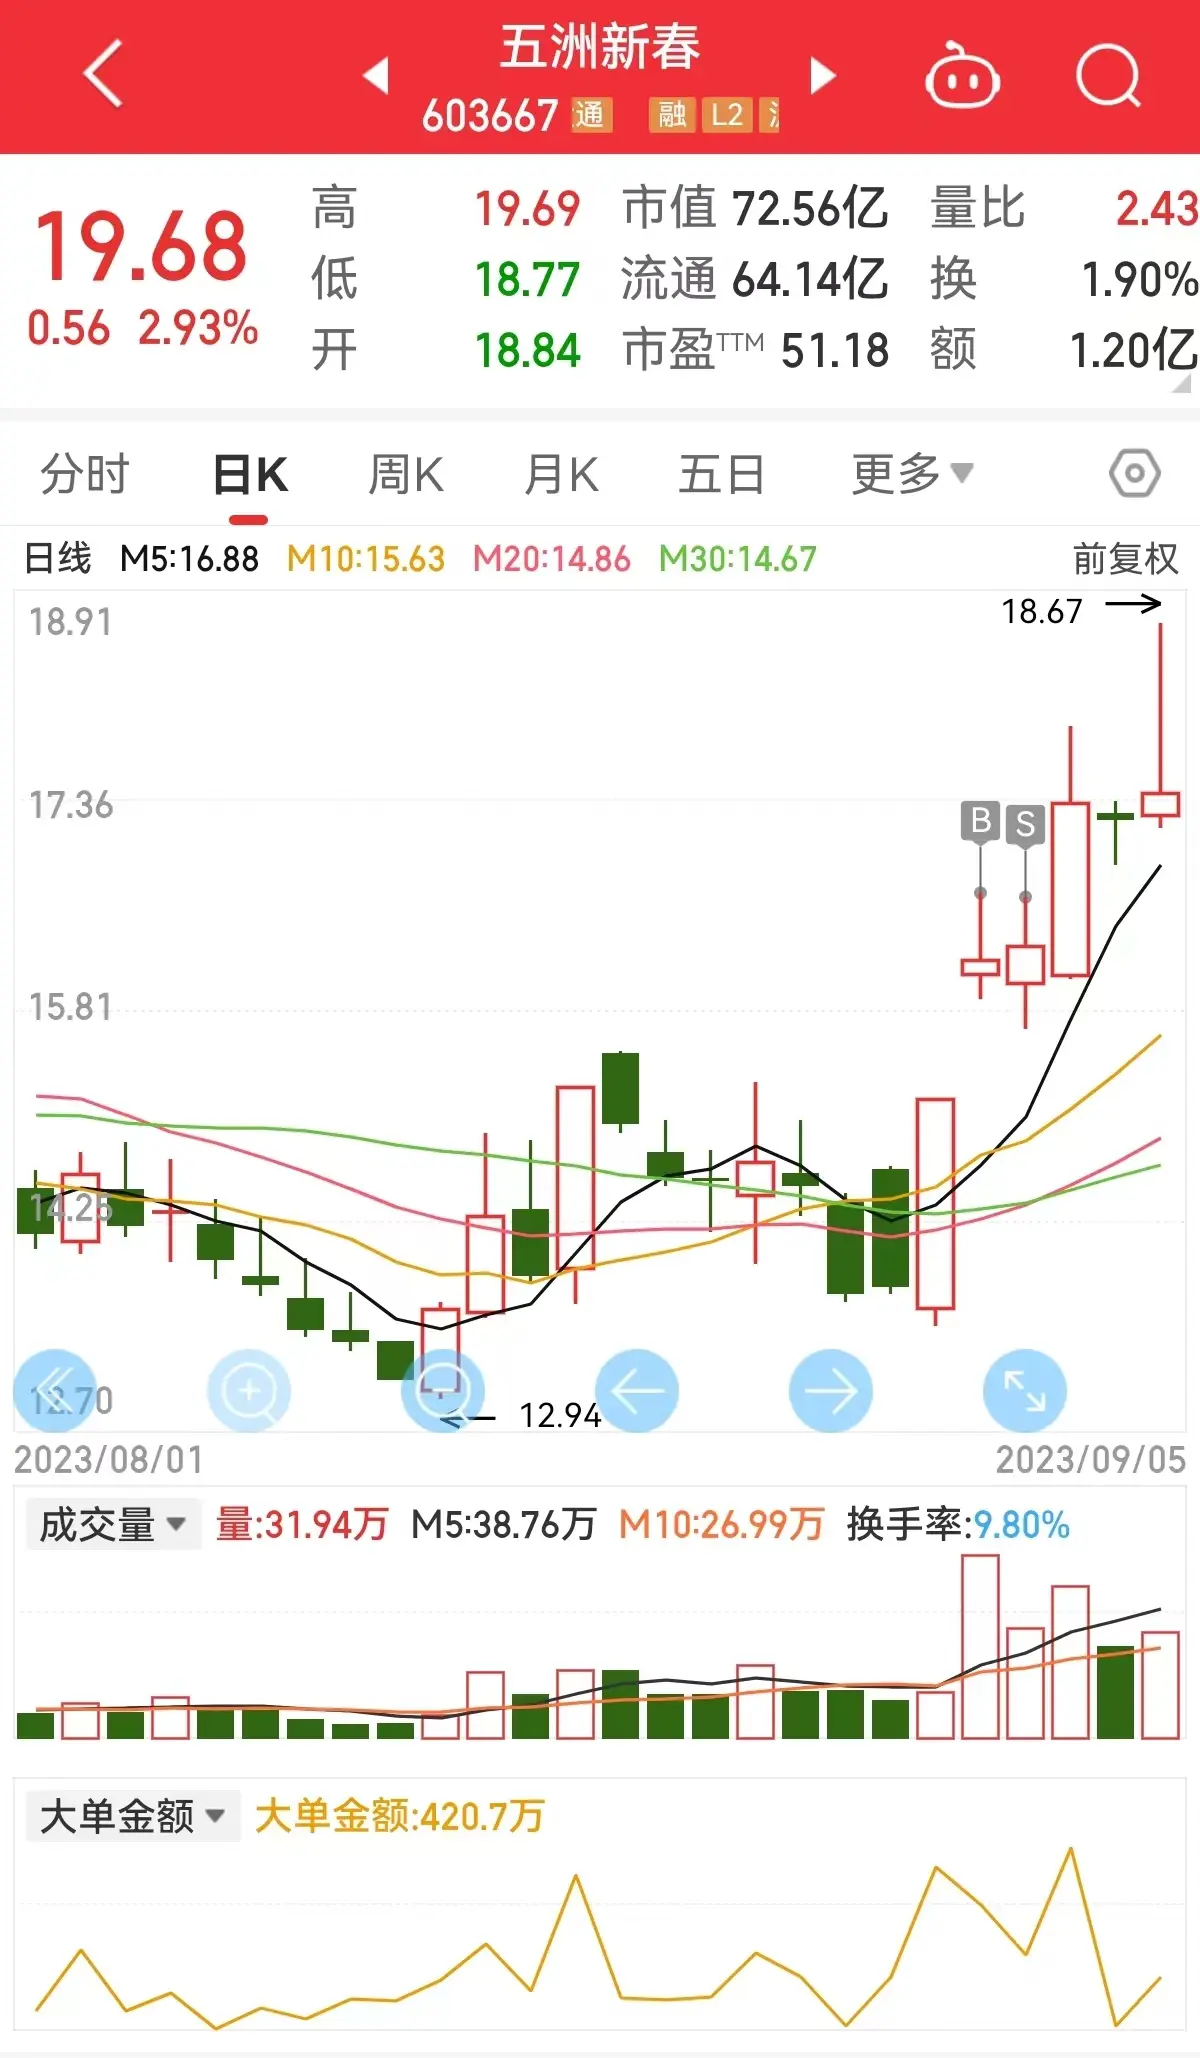 五洲新春
603667 通 融 L2
19.68
0.56 2.93%
高 19.69 市值 72.56亿 量比 2.43
低 18.77 流通 64.14亿 换 1.90%
开 18.84 市盈TTM 51.18 额 1.20亿
分时 日K 周K 月K 五日 更多
日线 M5:16.88 M10:15.63 M20:14.86 M30:14.67 前复权
18.91
18.67
17.36
B S
15.81
14.25
12.70
12.94
2023/08/01 2023/09/05
成交量 量:31.94万 M5:38.76万 M10:26.99万 换手率:9.80%
大单金额 大单金额:420.7万